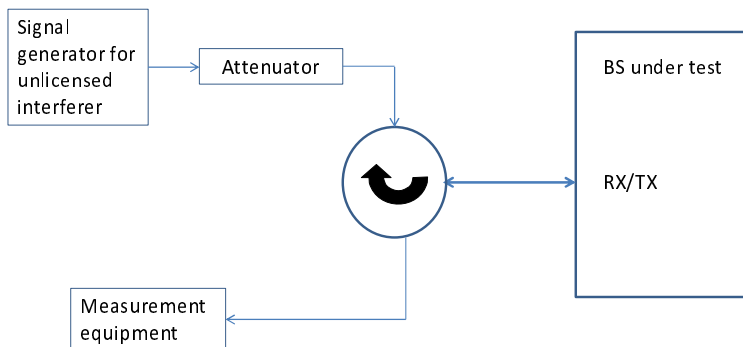 Signal
generator for
unlicensed
interferer
Attenuator
BS under test
RX/TX
Measurement
equipment